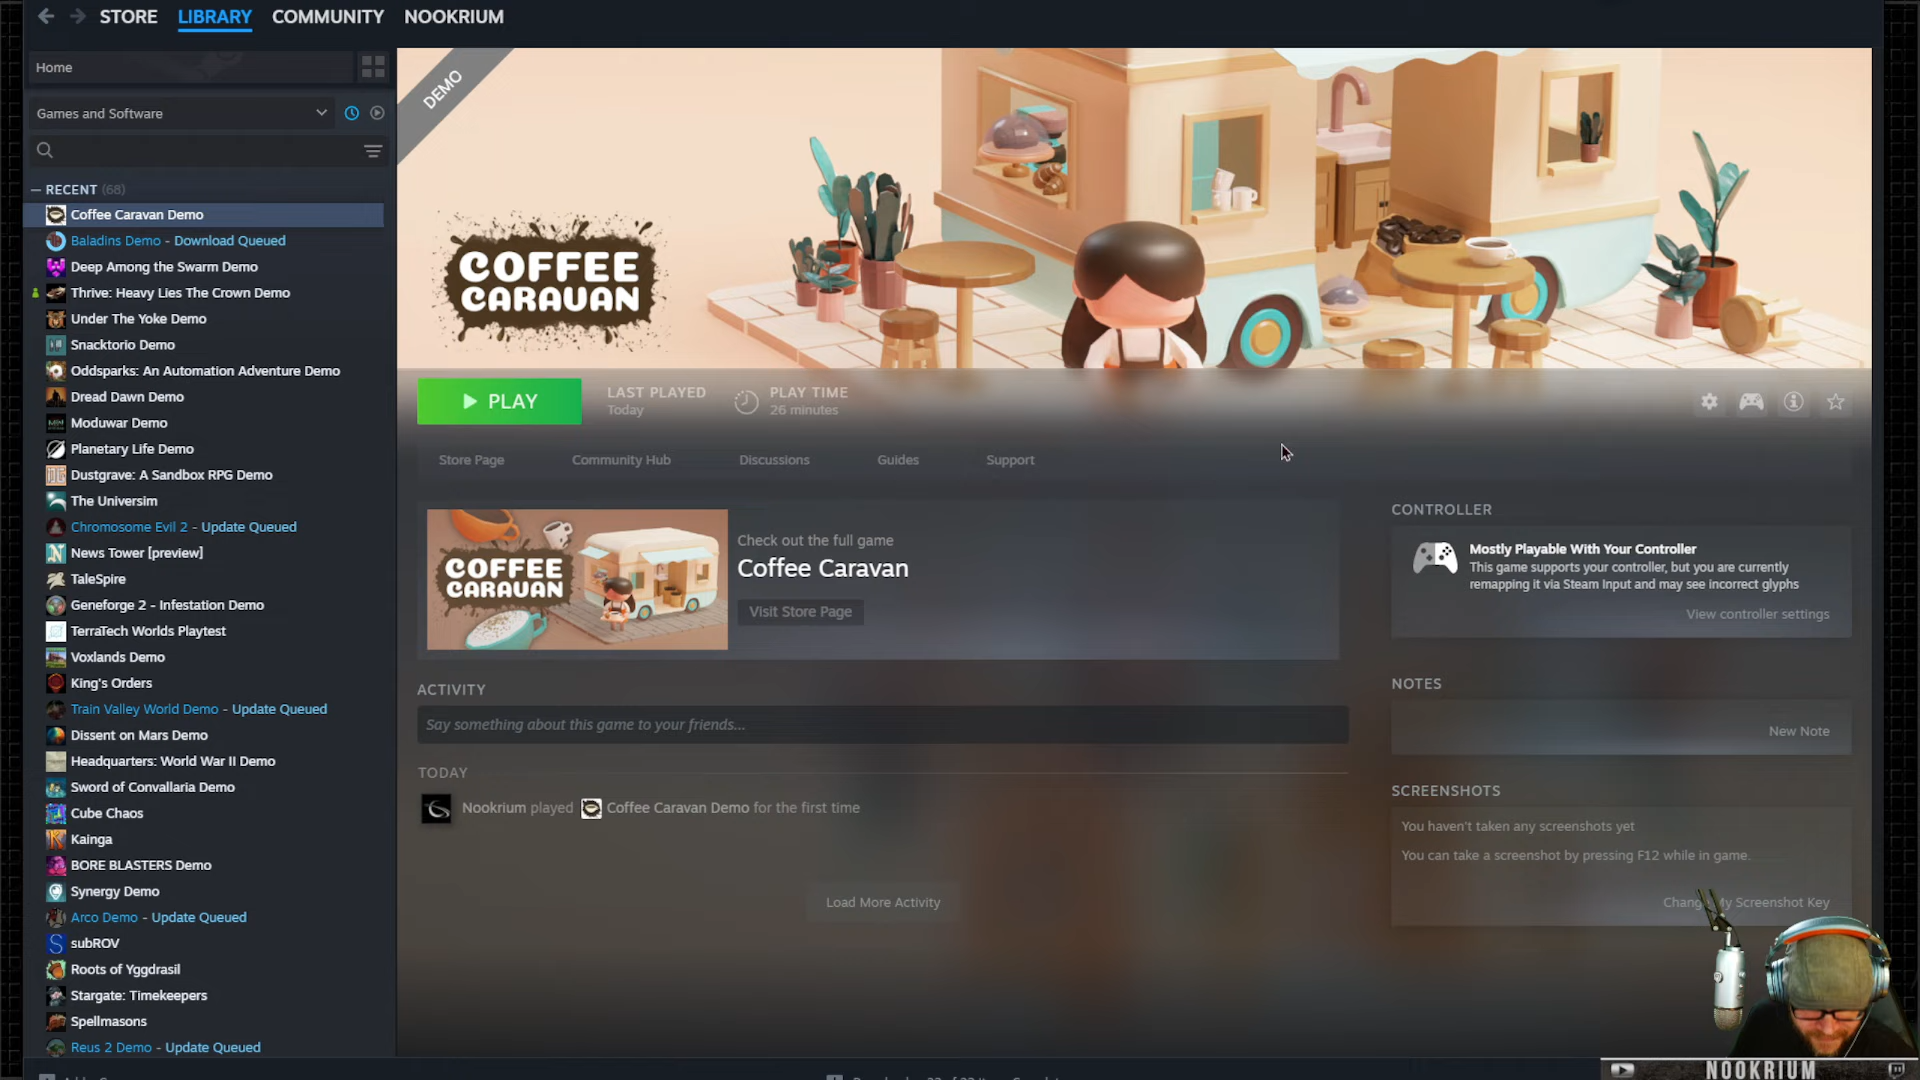 STORE LIBRARY COMMUNITY NOOKRIUM
Home
Games and Software
RECENT (68)
Coffee Caravan Demo
Baladins Demo - Download Queued
Deep Among the Swarm Demo
Thrive: Heavy Lies The Crown Demo
Under The Yoke Demo
Snacktorio Demo
Oddsparks: An Automation Adventure Demo
Dread Dawn Demo
Moduwar Demo
Planetary Life Demo
Dustgrave: A Sandbox RPG Demo
The Universim
Chromosome Evil 2 - Update Queued
News Tower [preview]
TaleSpire
Geneforge 2 - Infestation Demo
TerraTech Worlds Playtest
Voxlands Demo
King's Orders
Train Valley World Demo - Update Queued
Dissent on Mars Demo
Headquarters: World War II Demo
Sword of Convallaria Demo
Cube Chaos
Kainga
BORE BLASTERS Demo
Synergy Demo
Arco Demo - Update Queued
subROV
Roots of Yggdrasil
Stargate: Timekeepers
Spellmasons
Reus 2 Demo - Update Queued
DEMO
COFFEE
CARAVAN
PLAY
LAST PLAYED
Today
PLAY TIME
26 minutes
Store Page Community Hub Discussions Guides Support
COFFEE
CARAVAN
Check out the full game
Coffee Caravan
Visit Store Page
ACTIVITY
Say something about this game to your friends...
TODAY
Nookrium played Coffee Caravan Demo for the first time
Load More Activity
CONTROLLER
Mostly Playable With Your Controller
This game supports your controller, but you are currently
remapping it via Steam Input and may see incorrect glyphs
View controller settings
NOTES
New Note
SCREENSHOTS
You haven't taken any screenshots yet
You can take a screenshot by pressing F12 while in game.
Screenshot Key
NOOKRIUM